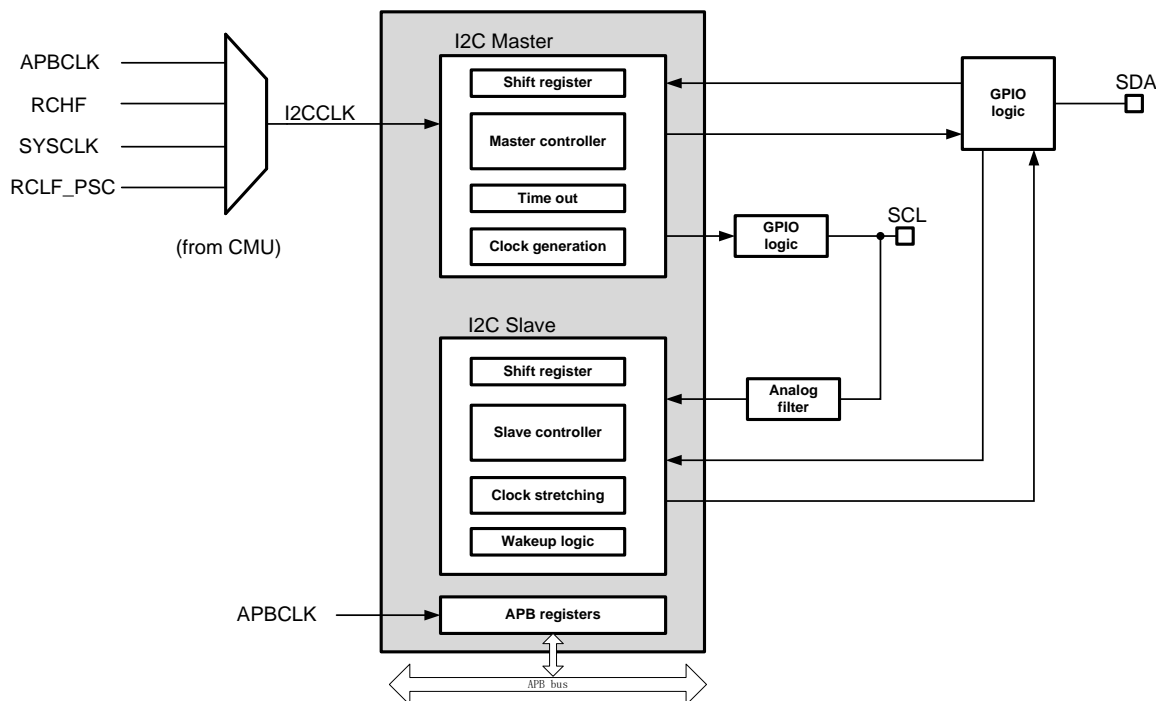 I2C Master
APBCLK
RCHF
SYSCLK
RCLF_PSC
I2CCLK
(from CMU)
Shift register
Master controller
Time out
Clock generation
GPIO
logic
SDA
GPIO
logic
SCL
I2C Slave
Shift register
Slave controller
Clock stretching
Wakeup logic
Analog
filter
APBCLK
APB registers
APB bus